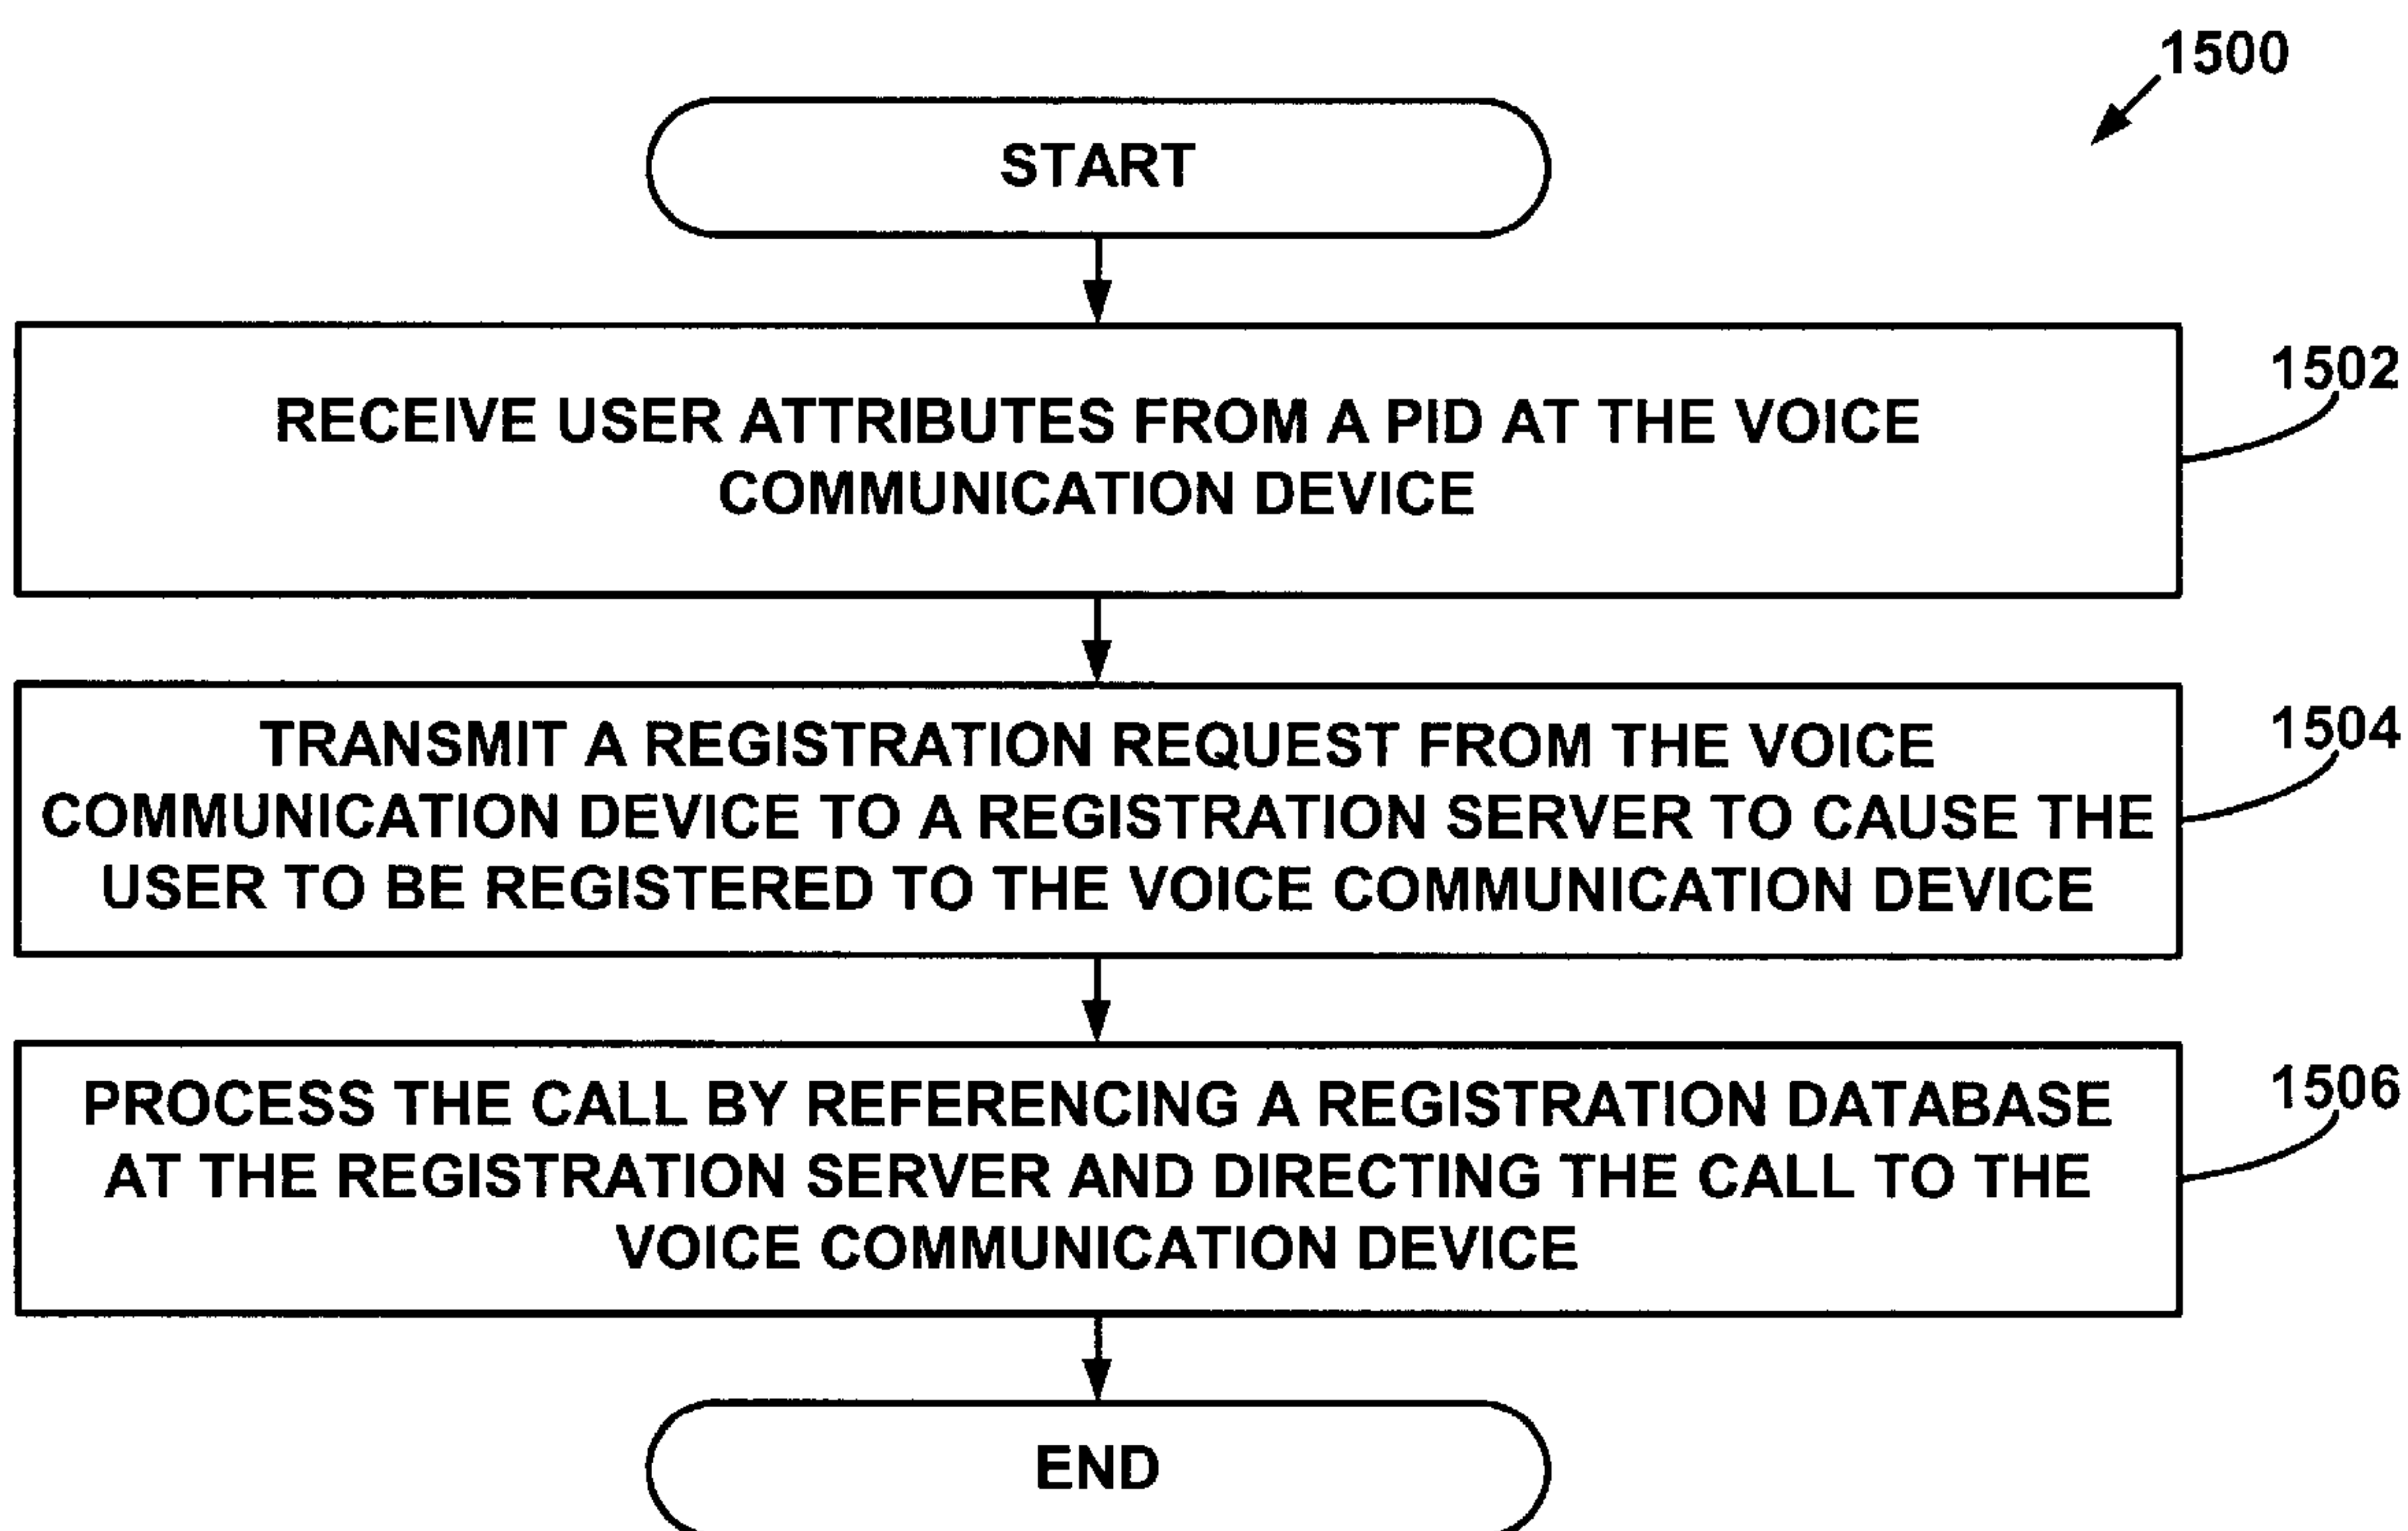 1500
START
RECEIVE USER ATTRIBUTES FROM A PID AT THE VOICE
COMMUNICATION DEVICE
1502
TRANSMIT A REGISTRATION REQUEST FROM THE VOICE
COMMUNICATION DEVICE TO A REGISTRATION SERVER TO CAUSE THE
USER TO BE REGISTERED TO THE VOICE COMMUNICATION DEVICE
1504
PROCESS THE CALL BY REFERENCING A REGISTRATION DATABASE
AT THE REGISTRATION SERVER AND DIRECTING THE CALL TO THE
VOICE COMMUNICATION DEVICE
1506
END